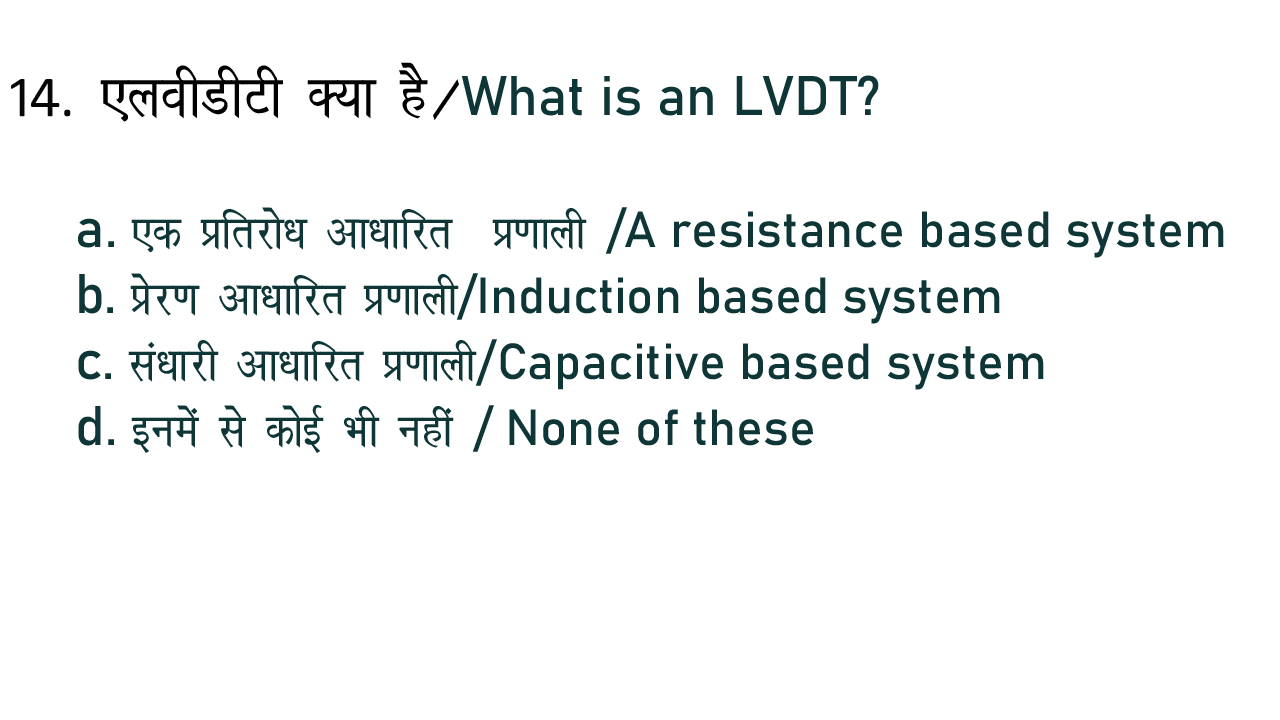 14. एलवीडीटी क्या है/What is an LVDT?
a. एक प्रतिरोध आधारित प्रणाली /A resistance based system
b. प्रेरण आधारित प्रणाली/Induction based system
c. संधारी आधारित प्रणाली/Capacitive based system
d. इनमें से कोई भी नहीं / None of these